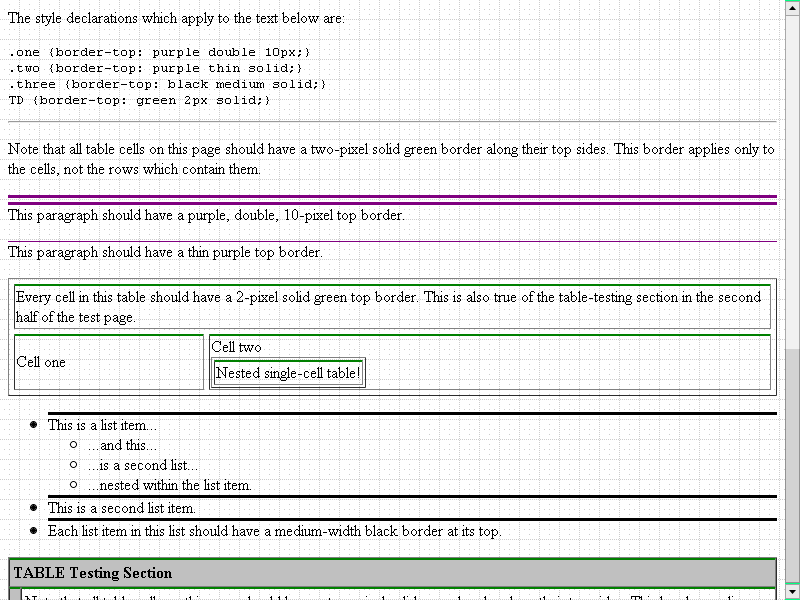 The style declarations which apply to the text below are:
.one {border-top: purple double 10px;}
.two {border-top: purple thin solid;}
.three {border-top: black medium solid;}
TD {border-top: green 2px solid;}
Note that all table cells on this page should have a two-pixel solid green border along their top sides. This border applies only to
the cells, not the rows which contain them.
This paragraph should have a purple, double, 10-pixel top border.
This paragraph should have a thin purple top border.
Every cell in this table should have a 2-pixel solid green top border. This is also true of the table-testing section in the second
half of the test page.
Cell one
Cell two
Nested single-cell table!
This is a list item...
...and this...
...is a second list...
...nested within the list item.
This is a second list item.
Each list item in this list should have a medium-width black border at its top.
TABLE Testing Section